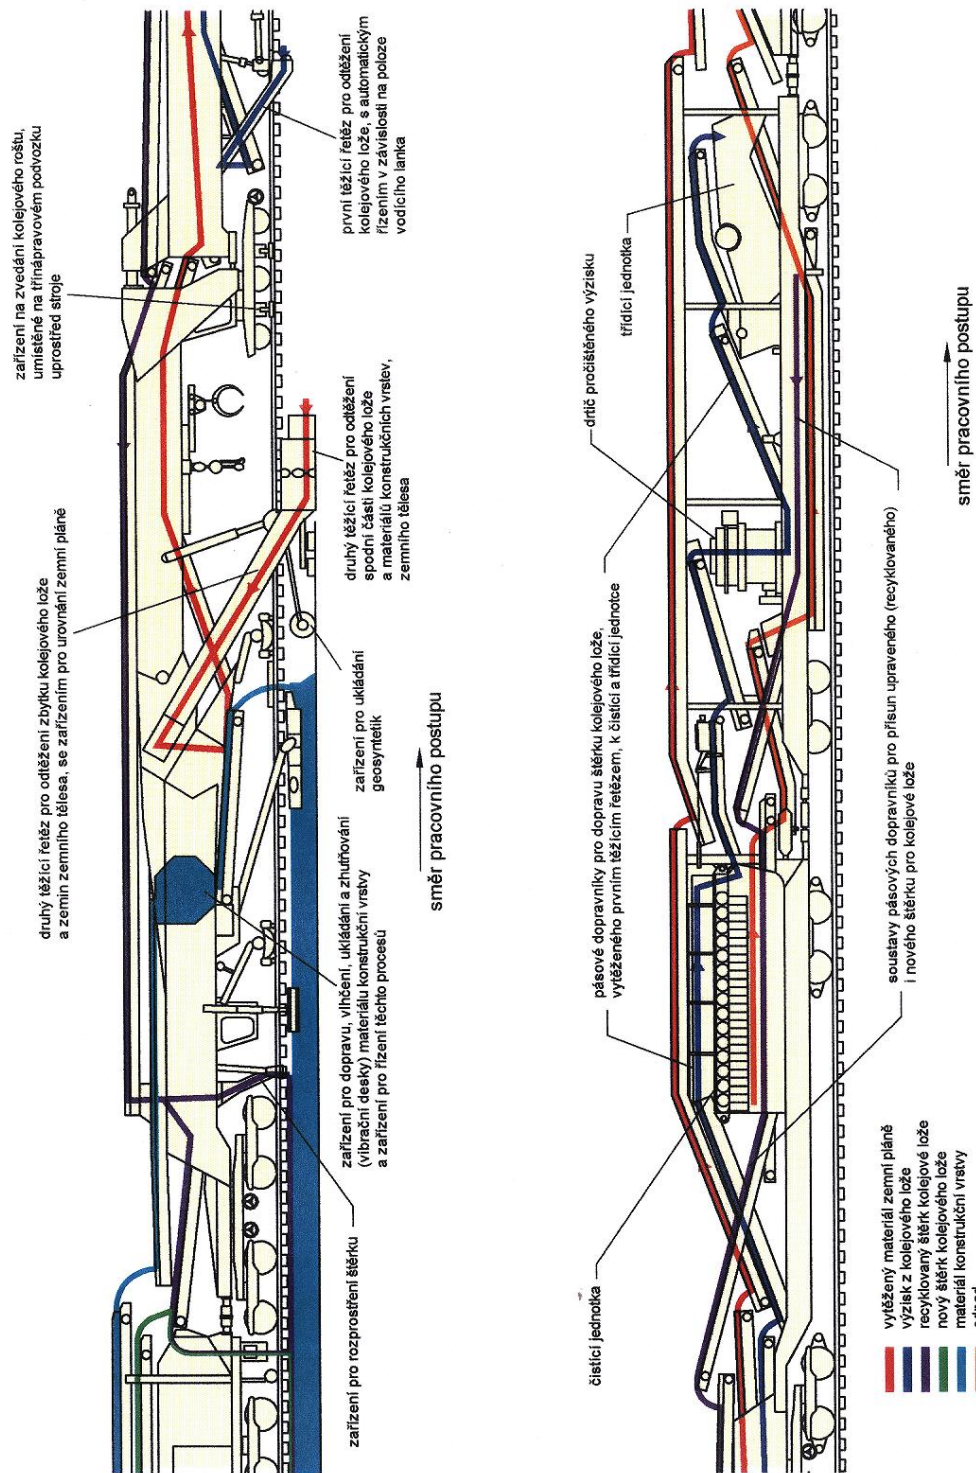 zařízení na zvedání kolejového roštu,
umístěné na třínápravovém podvozku
uprostřed stroje
první těžící řetěz pro odtěžení
kolejového lože, s automatickým
řízením v závislosti na poloze
vodícího lanka
druhý těžící řetěz pro odtěžení zbytku kolejového lože
a zemin zemního tělesa, se zařízením pro urovnání zemní pláně
druhý těžící řetěz pro odtěžení
spodní části kolejového lože
a materiálů konstrukčních vrstev,
zemního tělesa
zařízení pro ukládání
geosyntetik
zařízení pro dopravu, vlhčení, ukládání a zhutňování
(vibrační desky) materiálu konstrukční vrstvy
a zařízení pro řízení těchto procesů
zařízení pro rozprostření štěrku
směr pracovního postupu
třídící jednotka
drtič pročištěného výzisku
pásové dopravníky pro dopravu štěrku kolejového lože,
vytěženého prvním těžícím řetězem, k čistící a třídící jednotce
čistící jednotka
soustavy pásových dopravníků pro přísun upraveného (recyklovaného)
i nového štěrku pro kolejové lože
směr pracovního postupu
vytěžený materiál zemní pláně
výzisk z kolejového lože
recyklovaný štěrk kolejové lože
nový štěrk kolejového lože
materiál konstrukční vrstvy